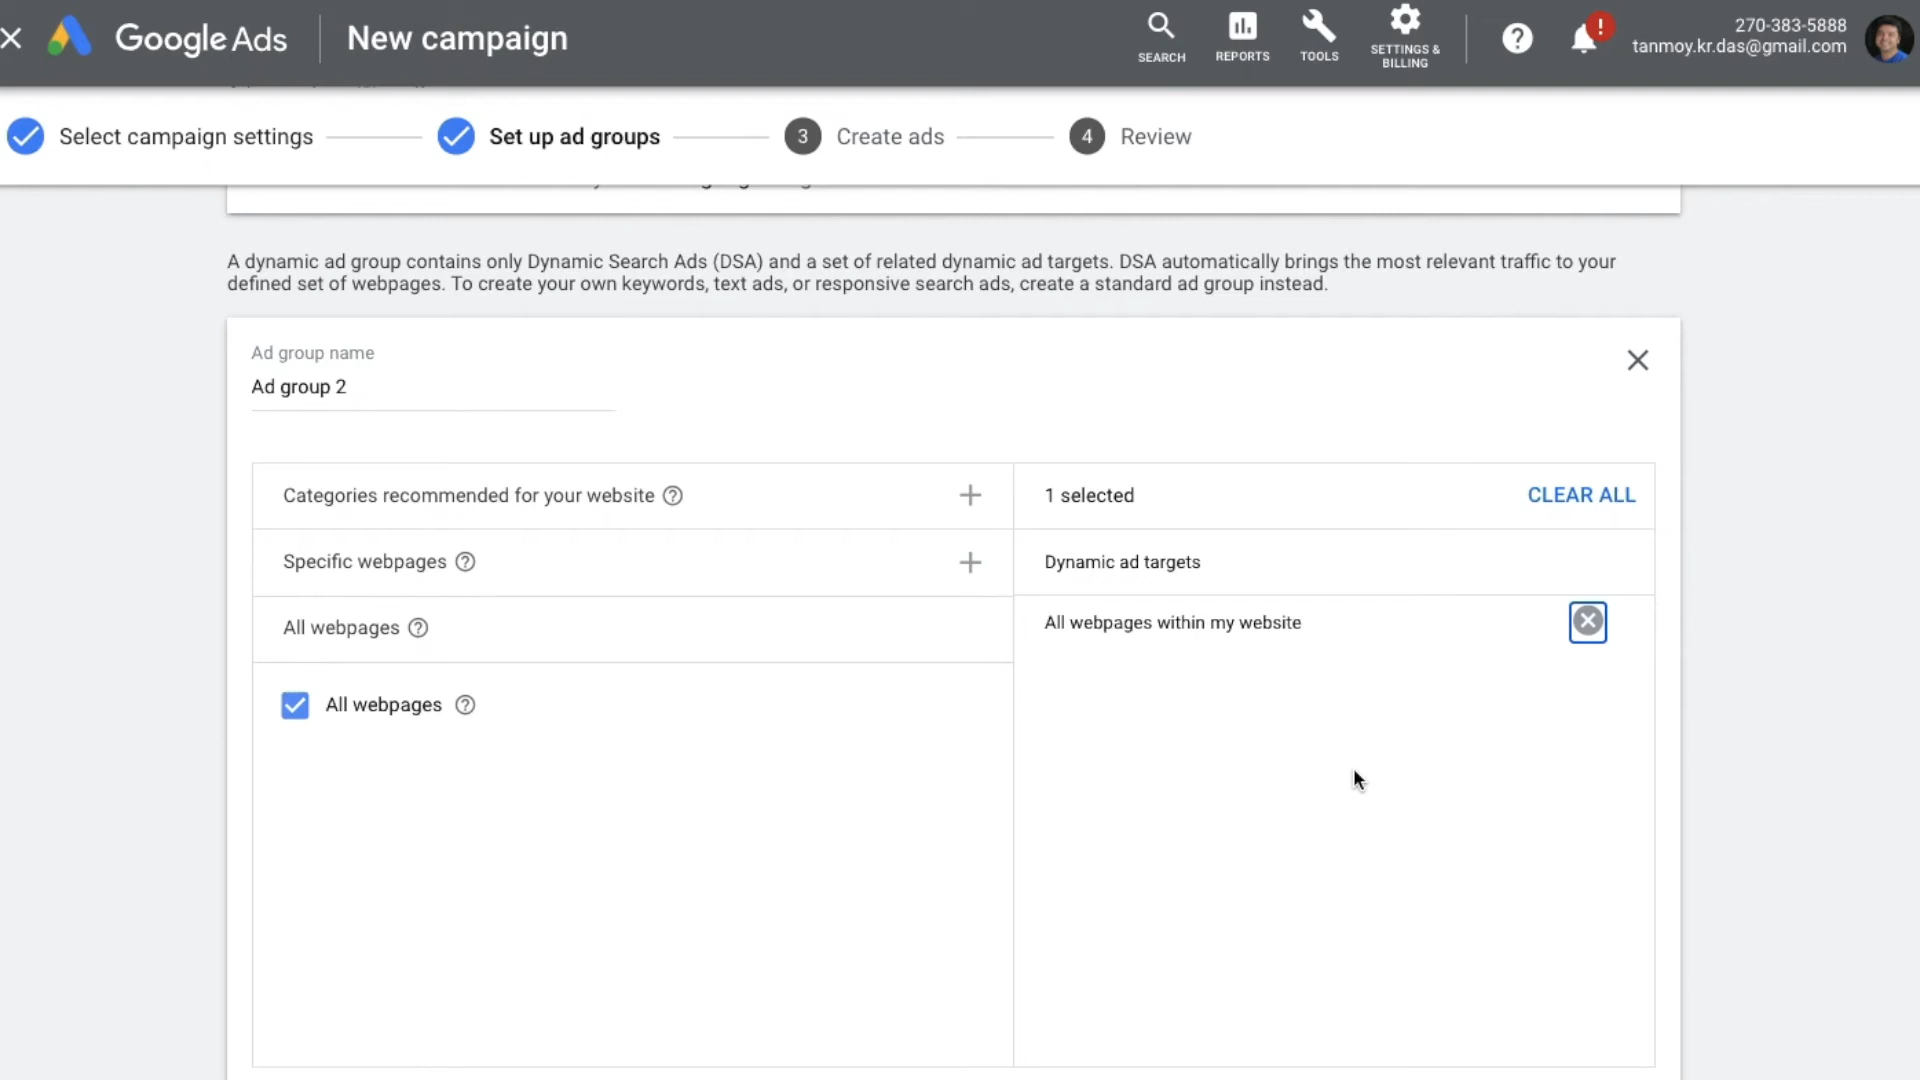 Google Ads
New campaign
SEARCH
REPORTS
TOOLS
SETTINGS &
BILLING
?
!
270-383-5888
tanmoy.kr.das@gmail.com
Select campaign settings
Set up ad groups
3 Create ads
4 Review
A dynamic ad group contains only Dynamic Search Ads (DSA) and a set of related dynamic ad targets. DSA automatically brings the most relevant traffic to your
defined set of webpages. To create your own keywords, text ads, or responsive search ads, create a standard ad group instead.
Ad group name
Ad group 2
Categories recommended for your website ?
1 selected
CLEAR ALL
Specific webpages ?
Dynamic ad targets
All webpages ?
All webpages within my website
All webpages ?